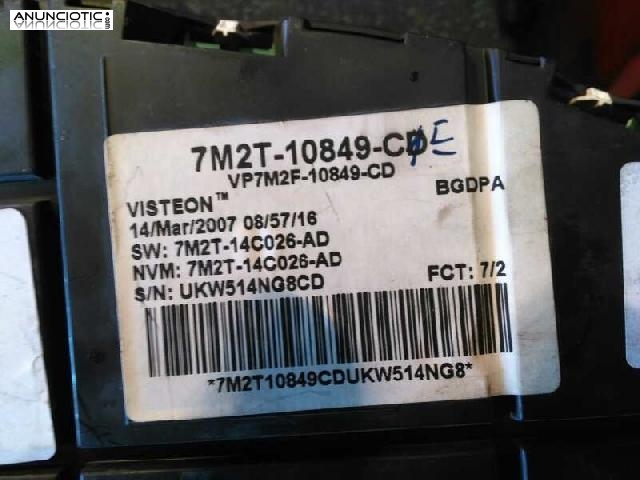 ANUNCIOTIC.com
7M2T-10849-CD E
VP7M2F-10849-CD
BGDPA
VISTEON™
14/Mar/2007 08/57/16
SW: 7M2T-14C026-AD
NVM: 7M2T-14C026-AD
FCT: 7/2
S/N: UKW514NG8CD
*7M2T10849CDUKW514NG8*